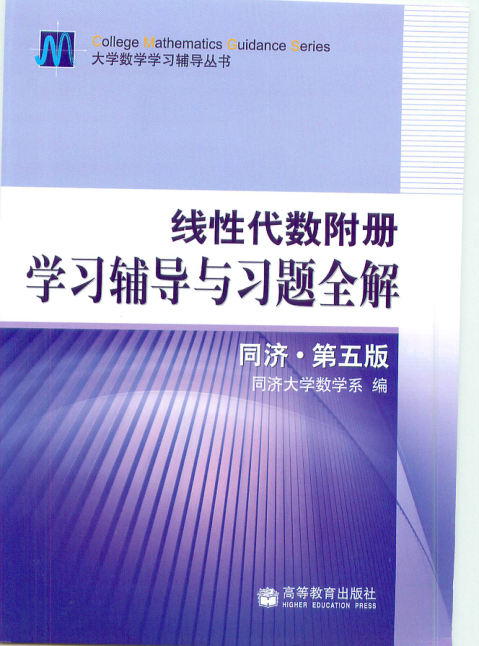 College Mathematics Guidance Series
大学数学学习辅导丛书
线性代数附册
学习辅导与习题全解
同济·第五版
同济大学数学系 编
高等教育出版社
HIGHER EDUCATION PRESS